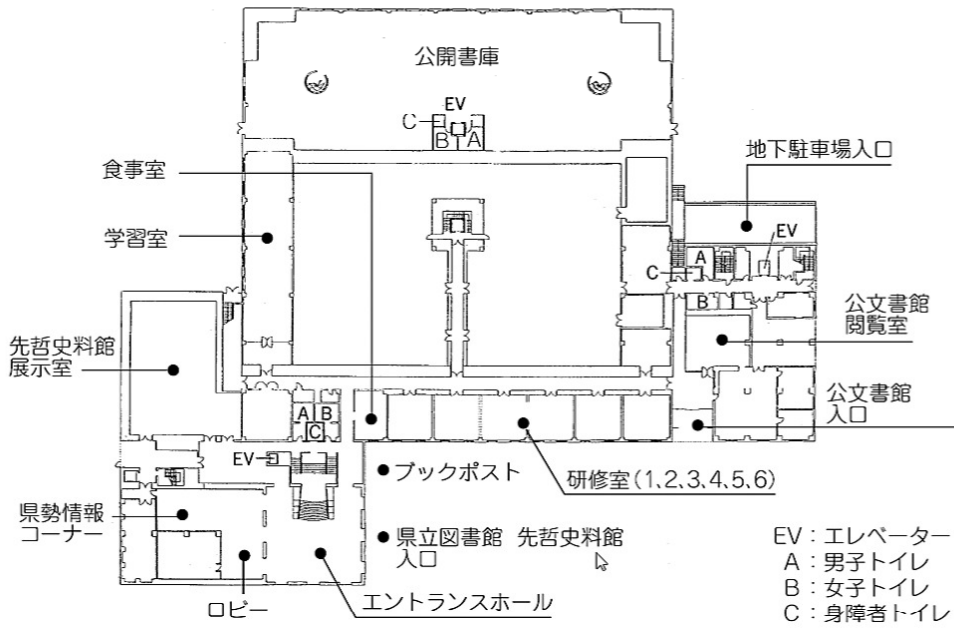 公開書庫
EV
C
B
A
食事室
地下駐車場入口
学習室
EV
A
C
B
公文書館
閲覧室
先哲史料館
展示室
公文書館
入口
A
B
C
EV
ブックポスト
研修室(1、2、3、4、5、6)
県勢情報
コーナー
県立図書館 先哲史料館
入口
ロビー
エントランスホール
EV:エレベーター
A:男子トイレ
B:女子トイレ
C:身障者トイレ